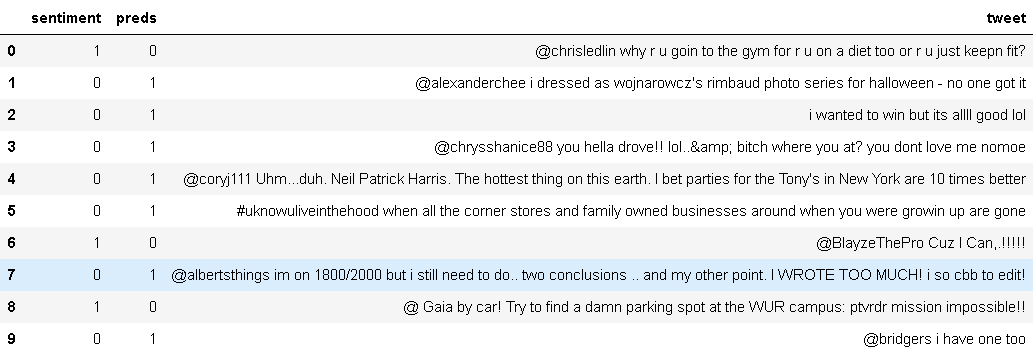 sentiment preds tweet
0 1 0 @chrisledlin why r u goin to the gym for r u on a diet too or r u just keepn fit?
1 0 1 @alexanderchee i dressed as wojnarowcz's rimbaud photo series for halloween - no one got it
2 0 1 i wanted to win but its allll good lol
3 0 1 @chrysshanice88 you hella drove!! lol..&amp; bitch where you at? you dont love me nomoe
4 0 1 @coryj111 Uhm...duh. Neil Patrick Harris. The hottest thing on this earth. I bet parties for the Tony's in New York are 10 times better
5 0 1 #uknowuliveinthehood when all the corner stores and family owned businesses around when you were growin up are gone
6 1 0 @BlayzeThePro Cuz I Can,.!!!!!
7 0 1 @albertsthings im on 1800/2000 but i still need to do.. two conclusions .. and my other point. I WROTE TOO MUCH! i so cbb to edit!
8 1 0 @ Gaia by car! Try to find a damn parking spot at the WUR campus: ptvrdr mission impossible!!
9 0 1 @bridgers i have one too